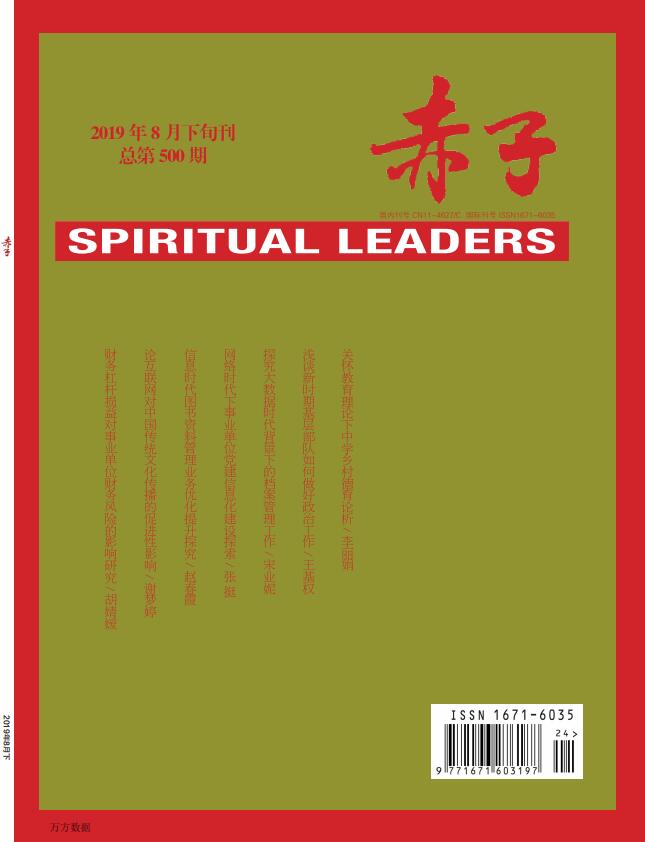 2019 年 8 月下旬刊
总第 500 期
赤子
国内刊号 CN11-4627/C 国际刊号 ISSN1671-6035
SPIRITUAL LEADERS
关怀教育理论下中学乡村德育论析/李丽娟
浅谈新时期基层部队如何做好政治工作/王基权
探究大数据时代背景下的档案管理工作/宋业妮
网络时代下事业单位党建信息化建设探索/张 挺
信息时代图书资料管理业务优化提升探究/赵春霞
论互联网对中国传统文化传播的促进性影响/谢梦婷
财务杠杆损益对事业单位财务风险的影响研究/胡婧媛
ISSN 1671-6035
24>
9 771671 603197
赤子
2019年8月下
万方数据